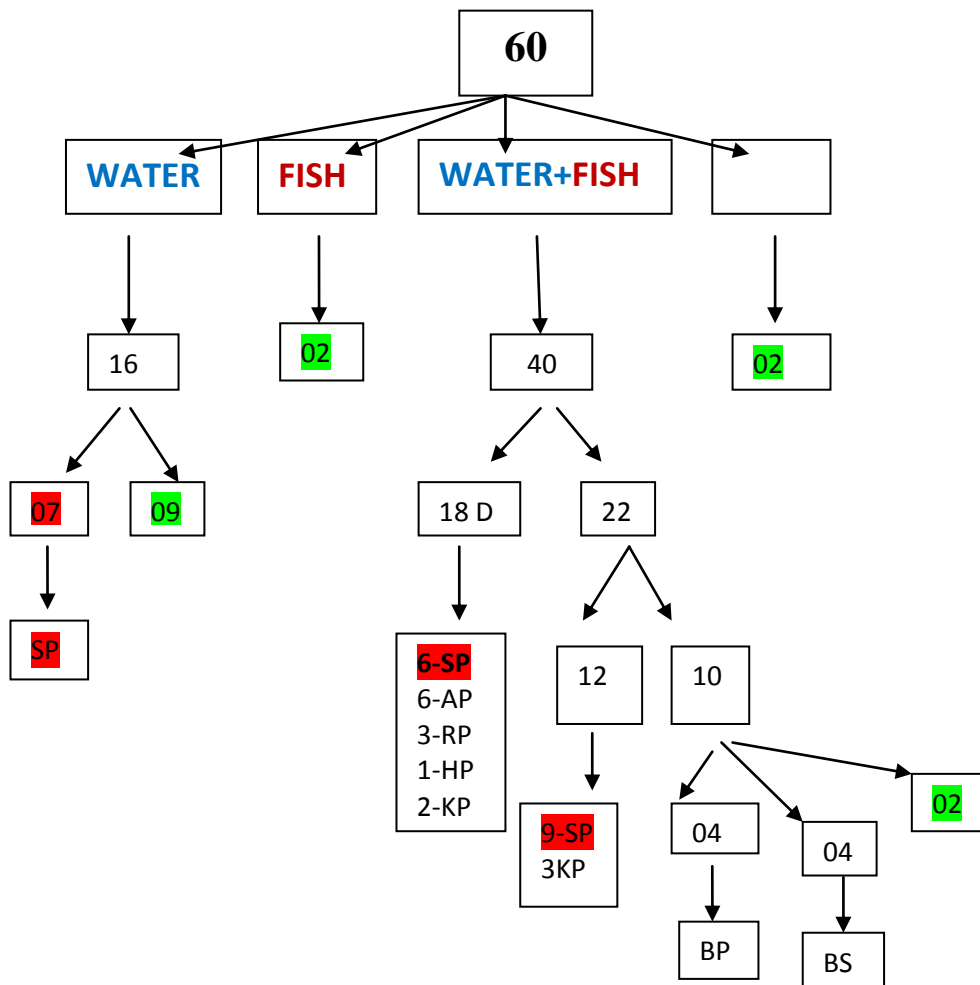 60
WATER
FISH
WATER+FISH
16
02
40
02
07
09
18 D
22
SP
6-SP
6-AP
3-RP
1-HP
2-KP
12
10
9-SP
3KP
04
04
02
BP
BS